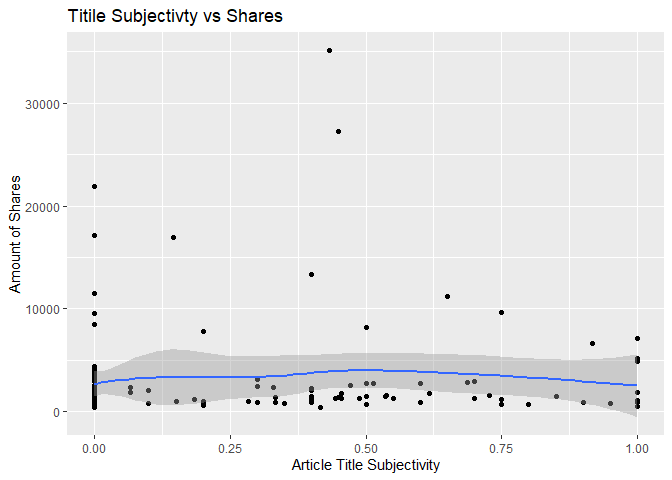 Titile Subjectivty vs Shares
Amount of Shares
30000
20000
10000
0
0.00 0.25 0.50 0.75 1.00
Article Title Subjectivity